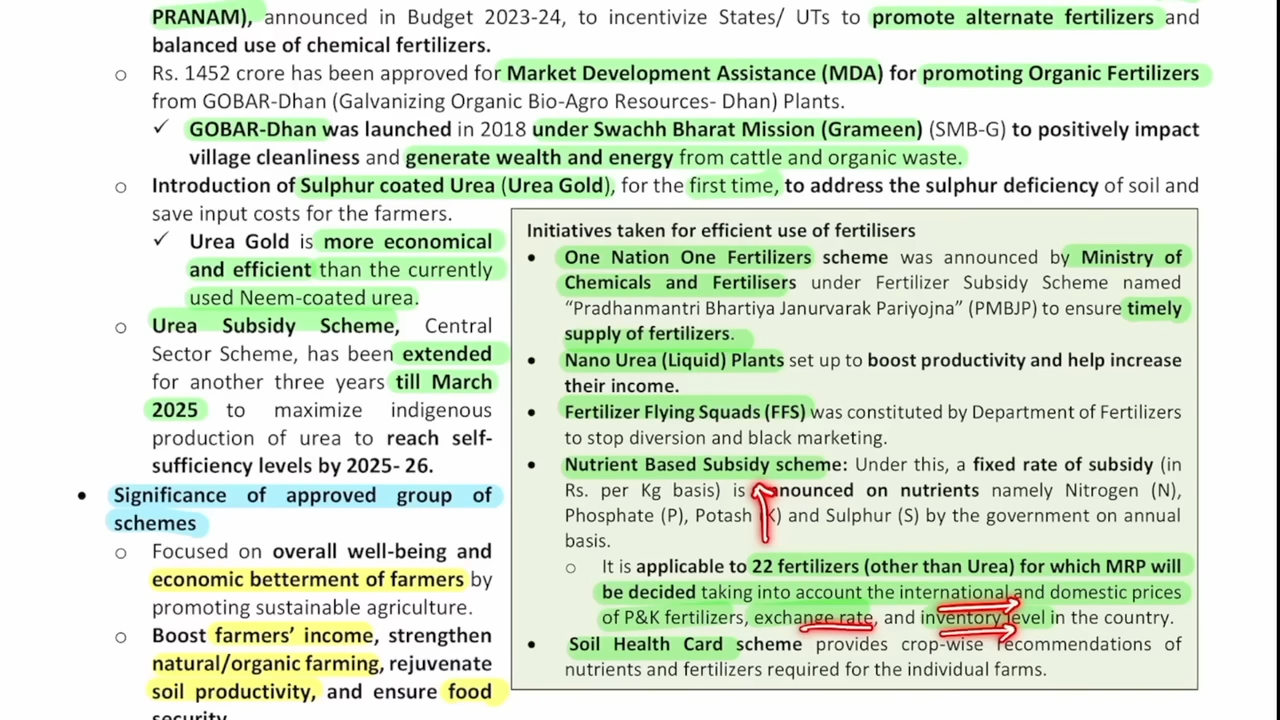 PRANAM), announced in Budget 2023-24, to incentivize States/ UTs to promote alternate fertilizers and
balanced use of chemical fertilizers.
o Rs. 1452 crore has been approved for Market Development Assistance (MDA) for promoting Organic Fertilizers
from GOBAR-Dhan (Galvanizing Organic Bio-Agro Resources- Dhan) Plants.
✓ GOBAR-Dhan was launched in 2018 under Swachh Bharat Mission (Grameen) (SMB-G) to positively impact
village cleanliness and generate wealth and energy from cattle and organic waste.
o Introduction of Sulphur coated Urea (Urea Gold), for the first time, to address the sulphur deficiency of soil and
save input costs for the farmers.
✓ Urea Gold is more economical
and efficient than the currently
used Neem-coated urea.
o Urea Subsidy Scheme, Central
Sector Scheme, has been extended
for another three years till March
2025 to maximize indigenous
production of urea to reach self-
sufficiency levels by 2025- 26.
• Significance of approved group of
schemes
o Focused on overall well-being and
economic betterment of farmers by
promoting sustainable agriculture.
o Boost farmers' income, strengthen
natural/organic farming, rejuvenate
soil productivity, and ensure food
security.
Initiatives taken for efficient use of fertilisers
• One Nation One Fertilizers scheme was announced by Ministry of
Chemicals and Fertilisers under Fertilizer Subsidy Scheme named
"Pradhanmantri Bhartiya Janurvarak Pariyojna" (PMBJP) to ensure timely
supply of fertilizers.
• Nano Urea (Liquid) Plants set up to boost productivity and help increase
their income.
• Fertilizer Flying Squads (FFS) was constituted by Department of Fertilizers
to stop diversion and black marketing.
• Nutrient Based Subsidy scheme: Under this, a fixed rate of subsidy (in
Rs. per Kg basis) is announced on nutrients namely Nitrogen (N),
Phosphate (P), Potash (K) and Sulphur (S) by the government on annual
basis.
o It is applicable to 22 fertilizers (other than Urea) for which MRP will
be decided taking into account the international and domestic prices
of P&K fertilizers, exchange rate, and inventory level in the country.
• Soil Health Card scheme provides crop-wise recommendations of
nutrients and fertilizers required for the individual farms.